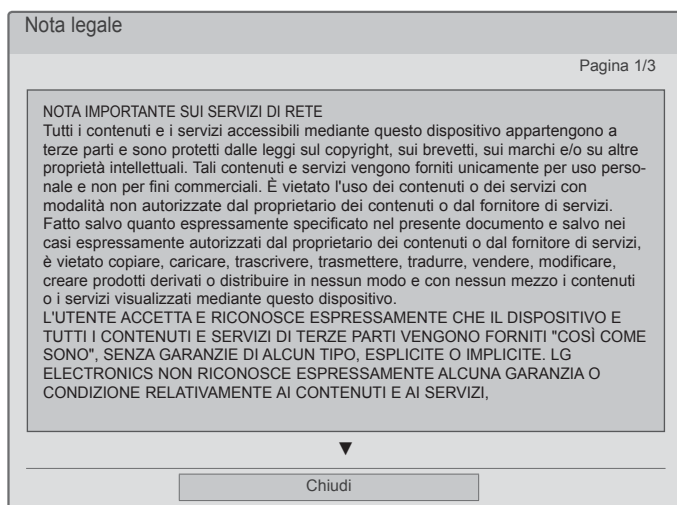 Nota legale
Pagina 1/3
NOTA IMPORTANTE SUI SERVIZI DI RETE
Tutti i contenuti e i servizi accessibili mediante questo dispositivo appartengono a
terze parti e sono protetti dalle leggi sul copyright, sui brevetti, sui marchi e/o su altre
proprietà intellettuali. Tali contenuti e servizi vengono forniti unicamente per uso perso-
nale e non per fini commerciali. È vietato l'uso dei contenuti o dei servizi con
modalità non autorizzate dal proprietario dei contenuti o dal fornitore di servizi.
Fatto salvo quanto espressamente specificato nel presente documento e salvo nei
casi espressamente autorizzati dal proprietario dei contenuti o dal fornitore di servizi,
è vietato copiare, caricare, trascrivere, trasmettere, tradurre, vendere, modificare,
creare prodotti derivati o distribuire in nessun modo e con nessun mezzo i contenuti
o i servizi visualizzati mediante questo dispositivo.
L'UTENTE ACCETTA E RICONOSCE ESPRESSAMENTE CHE IL DISPOSITIVO E
TUTTI I CONTENUTI E SERVIZI DI TERZE PARTI VENGONO FORNITI "COSÌ COME
SONO", SENZA GARANZIE DI ALCUN TIPO, ESPLICITE O IMPLICITE. LG
ELECTRONICS NON RICONOSCE ESPRESSAMENTE ALCUNA GARANZIA O
CONDIZIONE RELATIVAMENTE AI CONTENUTI E AI SERVIZI,
▼
Chiudi